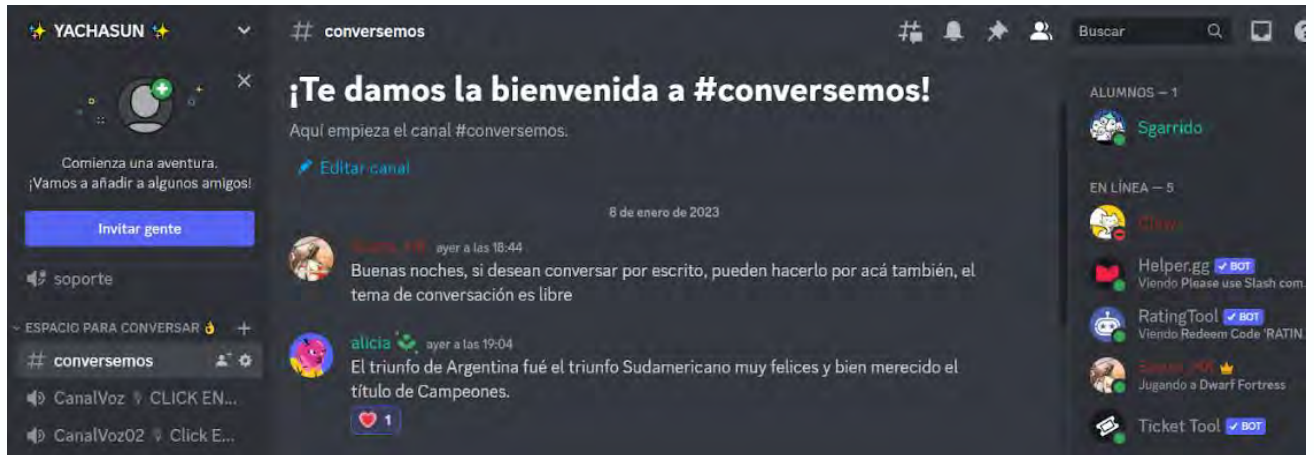 YACHASUN
Comienza una aventura.
¡Vamos a añadir a algunos amigos!
Invitar gente
soporte
ESPACIO PARA CONVERSAR
# conversemos
CanalVoz CLICK EN...
CanalVoz02 Click E...
# conversemos
¡Te damos la bienvenida a #conversemos!
Aquí empieza el canal #conversemos.
Editar canal
8 de enero de 2023
ayer a las 18:44
Buenas noches, si desean conversar por escrito, pueden hacerlo por acá también, el
tema de conversación es libre
alicia ayer a las 19:04
El triunfo de Argentina fué el triunfo Sudamericano muy felices y bien merecido el
título de Campeones.
1
Buscar
ALUMNOS — 1
Sgarrido
EN LÍNEA — 5
Helper.gg BOT
Viendo Please use Slash com.
RatingTool BOT
Viendo Redeem Code 'RATIN.
Jugando a Dwarf Fortress
Ticket Tool BOT